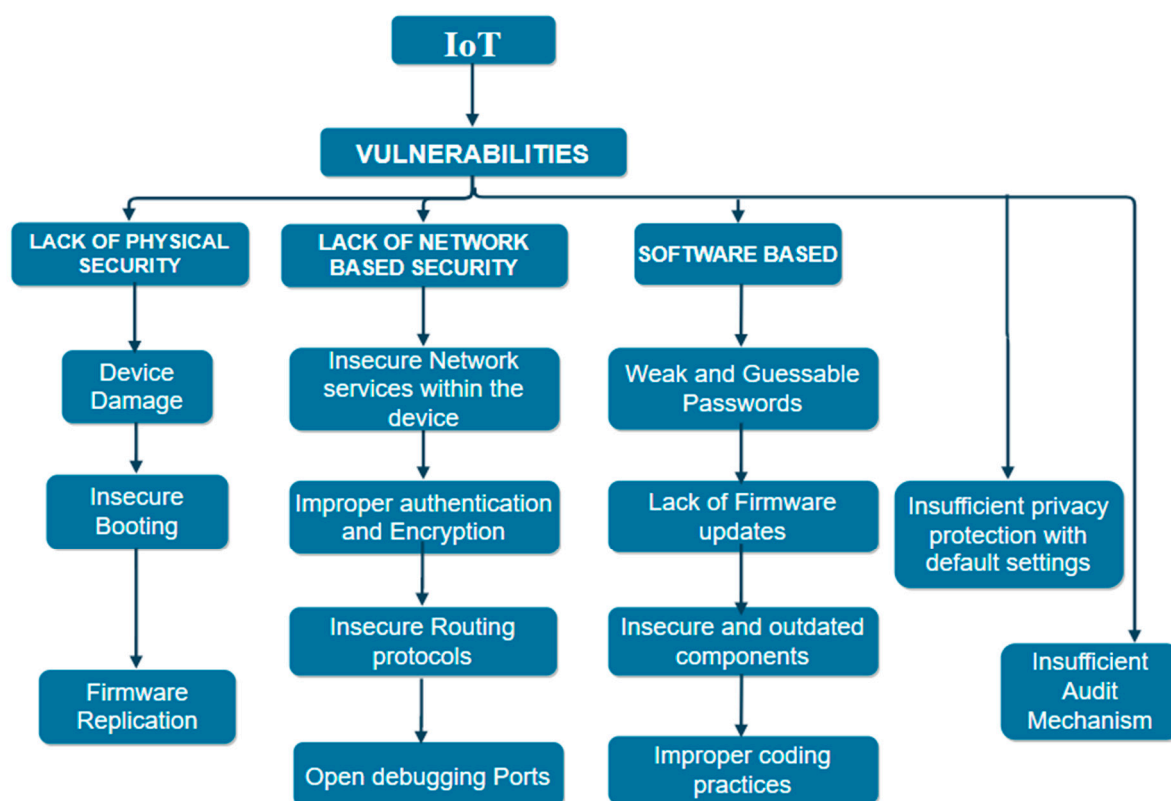 IoT
VULNERABILITIES
LACK OF PHYSICAL
SECURITY
LACK OF NETWORK
BASED SECURITY
SOFTWARE BASED
Device
Damage
Insecure
Booting
Firmware
Replication
Insecure Network
services within the
device
Improper authentication
and Encryption
Insecure Routing
protocols
Open debugging Ports
Weak and Guessable
Passwords
Lack of Firmware
updates
Insecure and outdated
components
Improper coding
practices
Insufficient privacy
protection with
default settings
Insufficient
Audit
Mechanism